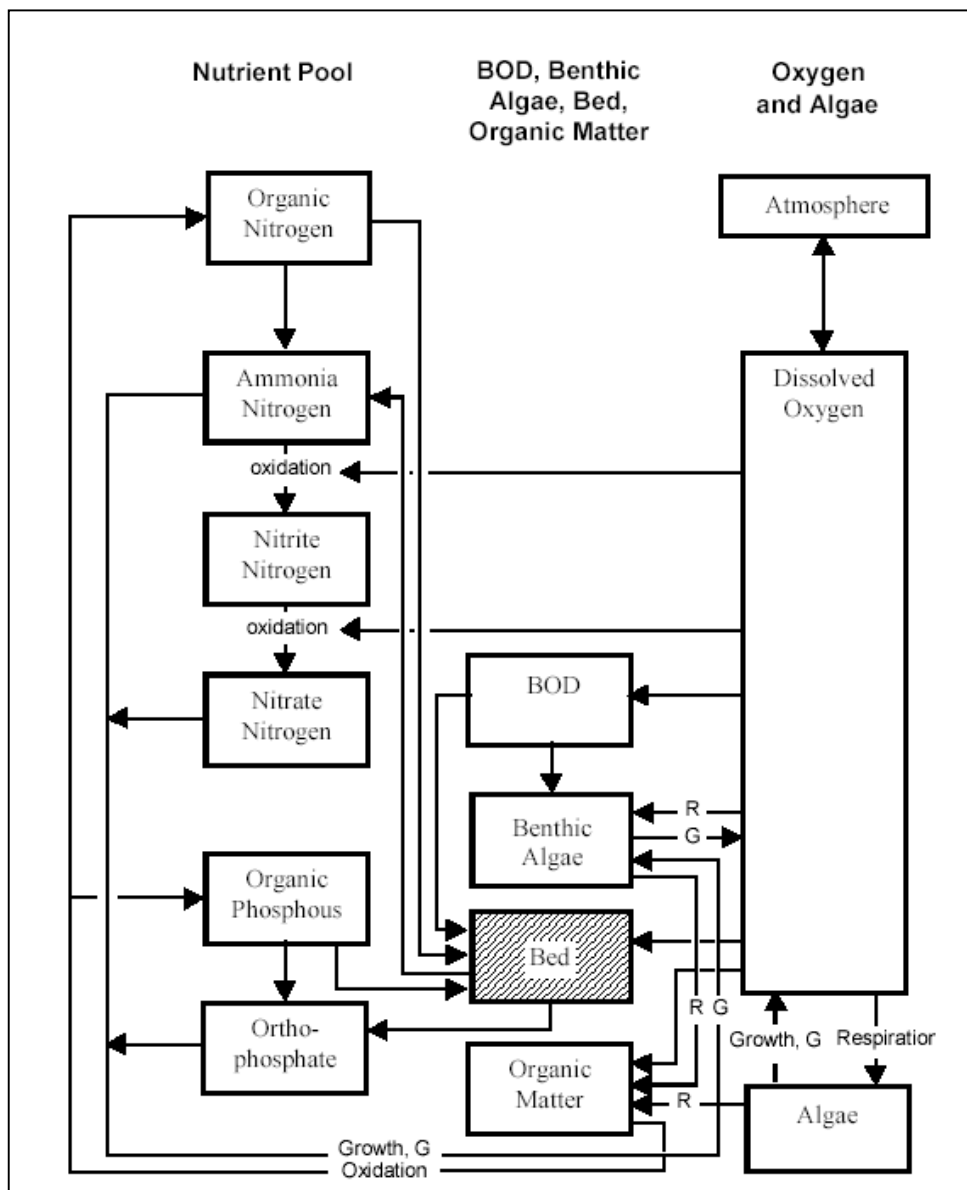 Nutrient Pool
BOD, Benthic
Algae, Bed,
Organic Matter
Oxygen
and Algae
Organic
Nitrogen
Atmosphere
Ammonia
Nitrogen
Dissolved
Oxygen
oxidation
Nitrite
Nitrogen
oxidation
Nitrate
Nitrogen
BOD
R
G
Benthic
Algae
Organic
Phosphous
Bed
R
G
Ortho-
phosphate
Growth, G
Respiratior
Organic
Matter
R
Algae
Growth, G
Oxidation